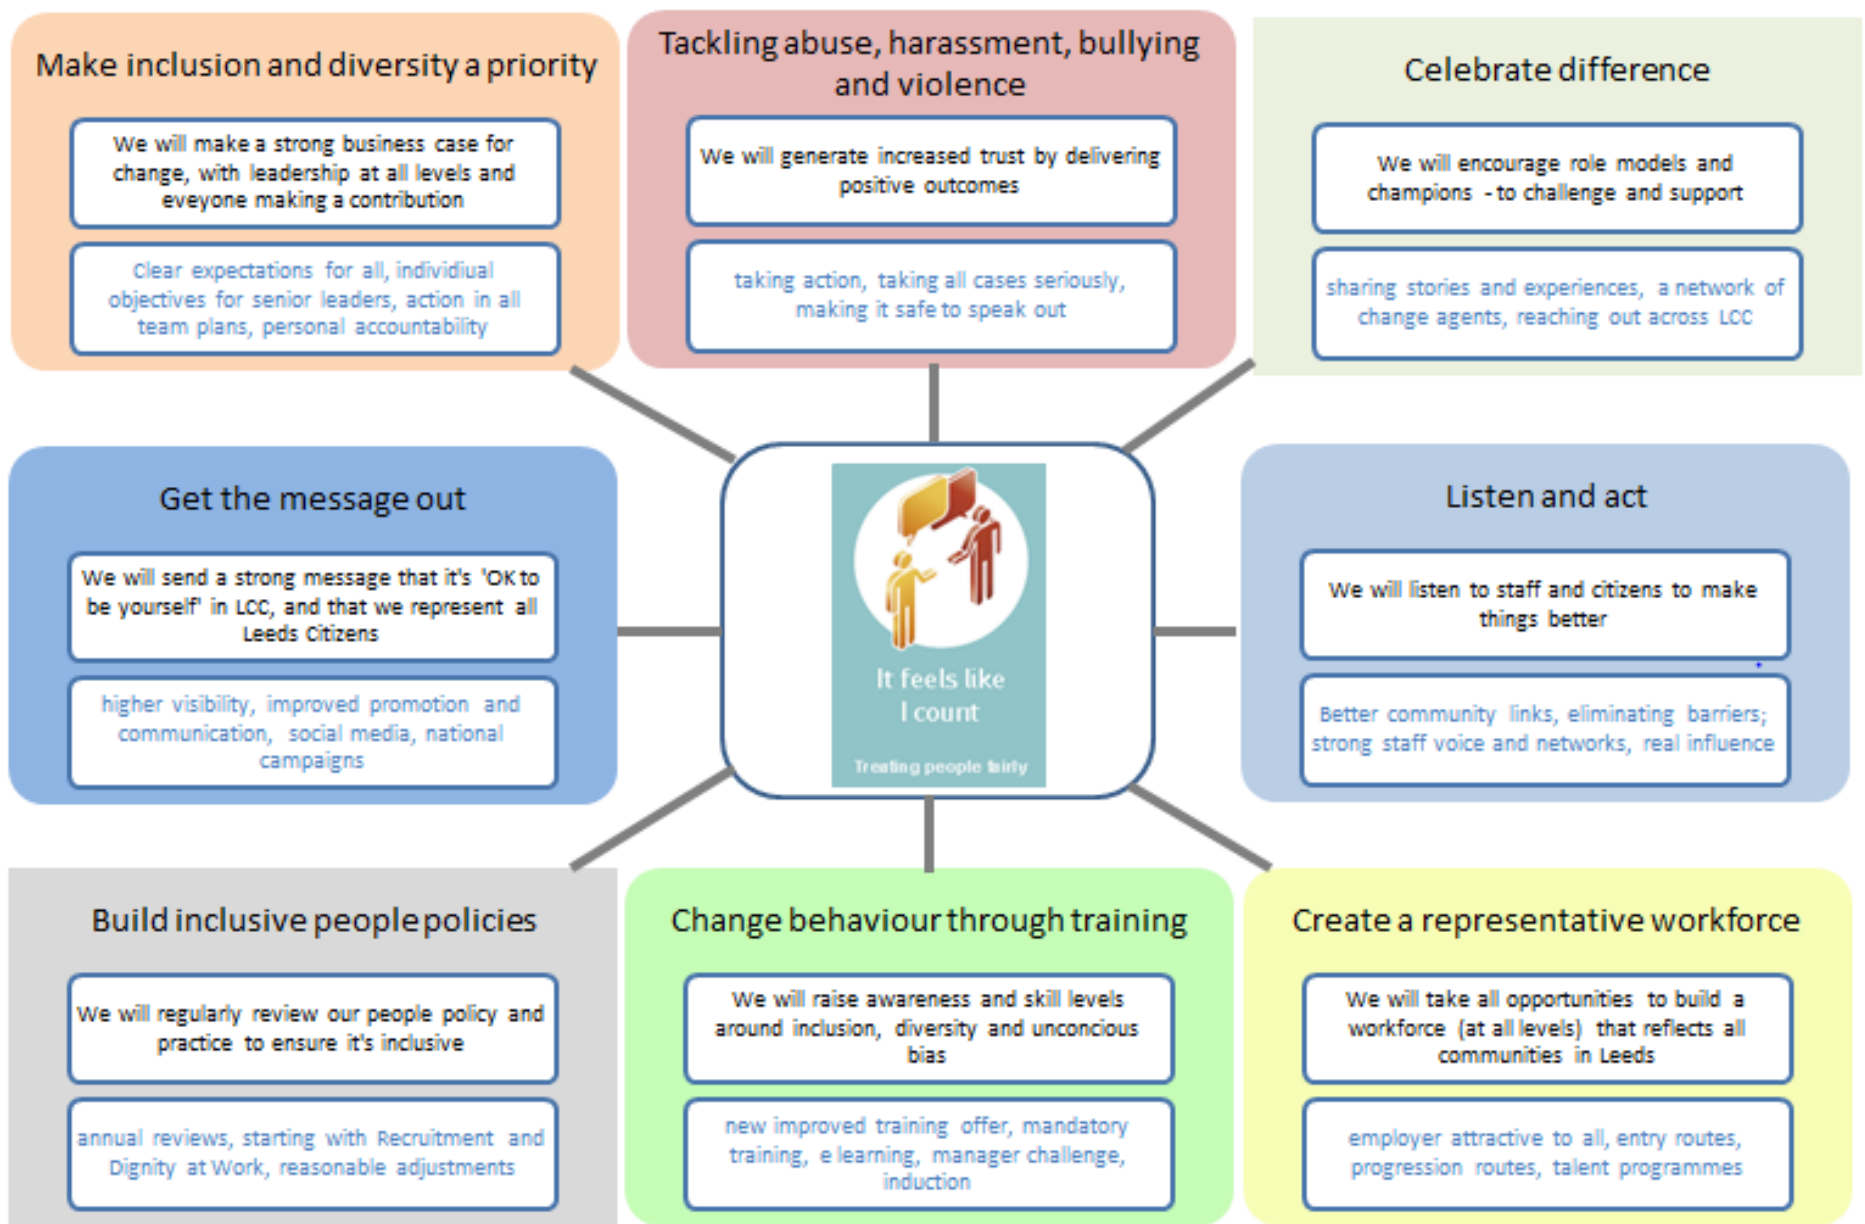 Make inclusion and diversity a priority
We will make a strong business case for
change, with leadership at all levels and
eveyone making a contribution
Clear expectations for all, individiual
objectives for senior leaders, action in all
team plans, personal accountability
Tackling abuse, harassment, bullying
and violence
We will generate increased trust by delivering
positive outcomes
taking action, taking all cases seriously,
making it safe to speak out
Celebrate difference
We will encourage role models and
champions - to challenge and support
sharing stories and experiences, a network of
change agents, reaching out across LCC
Get the message out
We will send a strong message that it's 'OK to
be yourself' in LCC, and that we represent all
Leeds Citizens
higher visibility, improved promotion and
communication, social media, national
campaigns
It feels like
I count
Treating people fairly
Listen and act
We will listen to staff and citizens to make
things better
Better community links, eliminating barriers;
strong staff voice and networks, real influence
Build inclusive people policies
We will regularly review our people policy and
practice to ensure it's inclusive
annual reviews, starting with Recruitment and
Dignity at Work, reasonable adjustments
Change behaviour through training
We will raise awareness and skill levels
around inclusion, diversity and unconcious
bias
new improved training offer, mandatory
training, e learning, manager challenge,
induction
Create a representative workforce
We will take all opportunities to build a
workforce (at all levels) that reflects all
communities in Leeds
employer attractive to all, entry routes,
progression routes, talent programmes